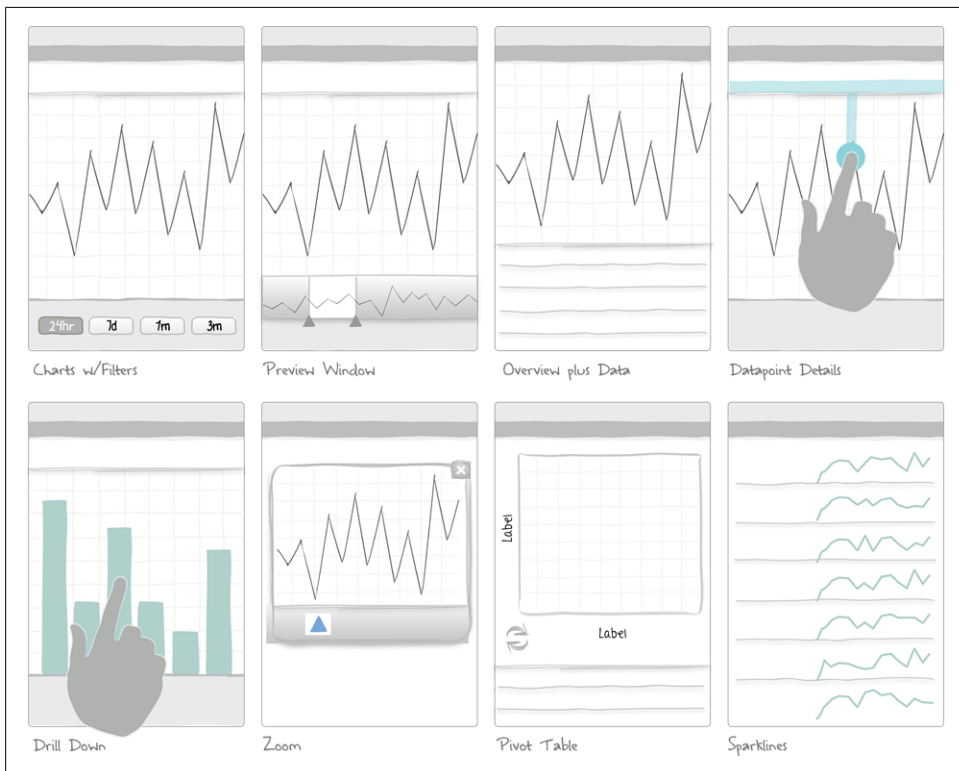 24hr 7d 1m 3m
Charts w/Filters
Preview Window
Overview plus Data
Datapoint Details
Label
Label
Drill Down
Zoom
Pivot Table
Sparklines